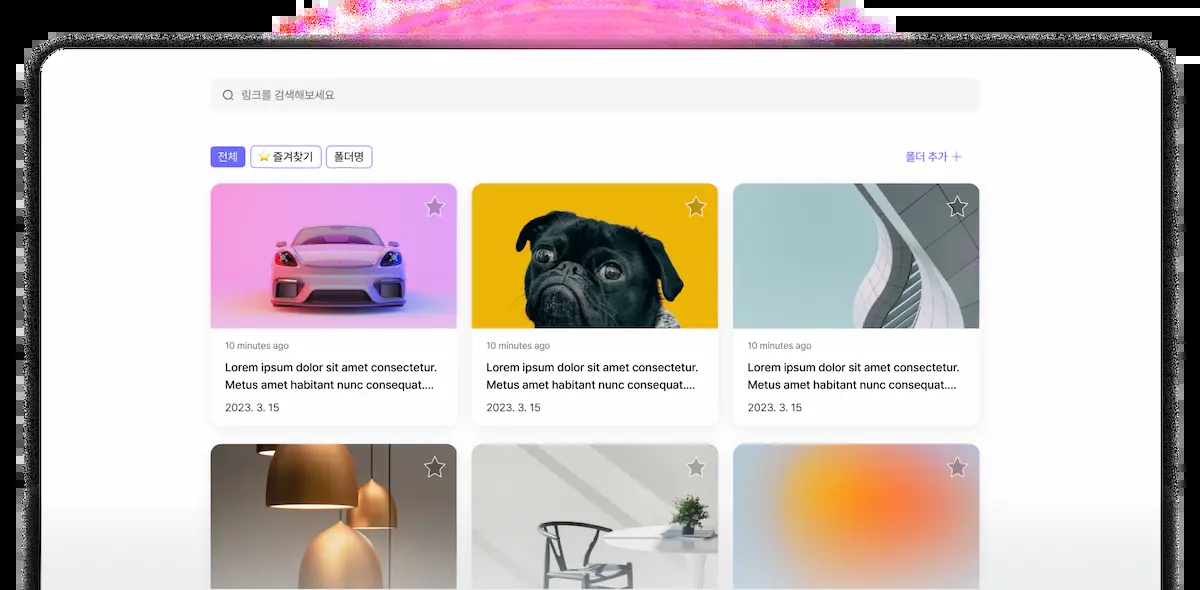 링크를 검색해보세요
전체 ⭐ 즐겨찾기 폴더명 폴더 추가 +
10 minutes ago
Lorem ipsum dolor sit amet consectetur.
Metus amet habitant nunc consequat....
2023. 3. 15
10 minutes ago
Lorem ipsum dolor sit amet consectetur.
Metus amet habitant nunc consequat....
2023. 3. 15
10 minutes ago
Lorem ipsum dolor sit amet consectetur.
Metus amet habitant nunc consequat....
2023. 3. 15